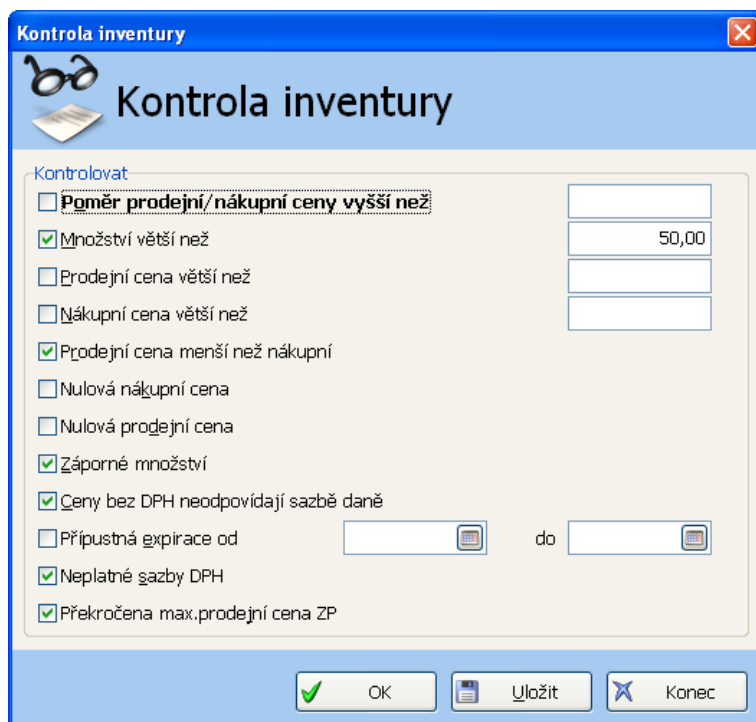 Kontrola inventury
Kontrola inventury
Kontrolovat
Poměr prodejní/nákupní ceny vyšší než
Množství větší než 50,00
Prodejní cena větší než
Nákupní cena větší než
Prodejní cena menší než nákupní
Nulová nákupní cena
Nulová prodejní cena
Záporné množství
Ceny bez DPH neodpovídají sazbě daně
Přípustná expirace od do
Neplatné sazby DPH
Překročena max.prodejní cena ZP
OK Uložit Konec